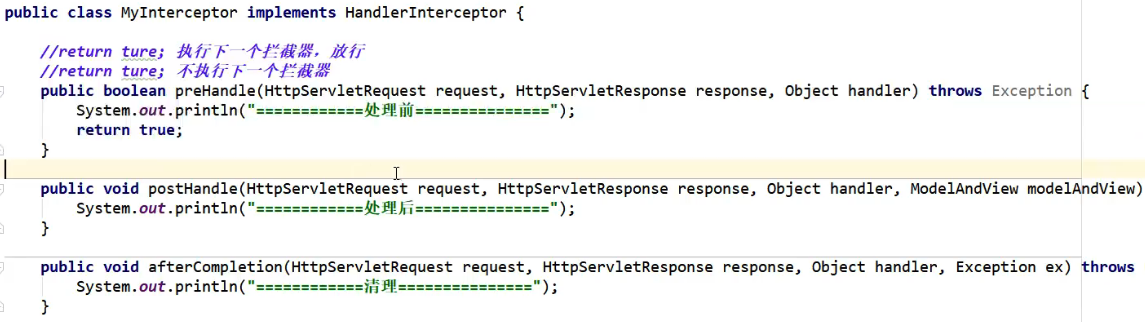 public class MyInterceptor implements HandlerInterceptor {
//return ture; 执行下一个拦截器，放行
//return ture; 不执行下一个拦截器
public boolean preHandle(HttpServletRequest request, HttpServletResponse response, Object handler) throws Exception {
System.out.println("============处理前===============");
return true;
}
public void postHandle(HttpServletRequest request, HttpServletResponse response, Object handler, ModelAndView modelAndView)
System.out.println("============处理后===============");
}
public void afterCompletion(HttpServletRequest request, HttpServletResponse response, Object handler, Exception ex) throws
System.out.println("============清理===============");
}